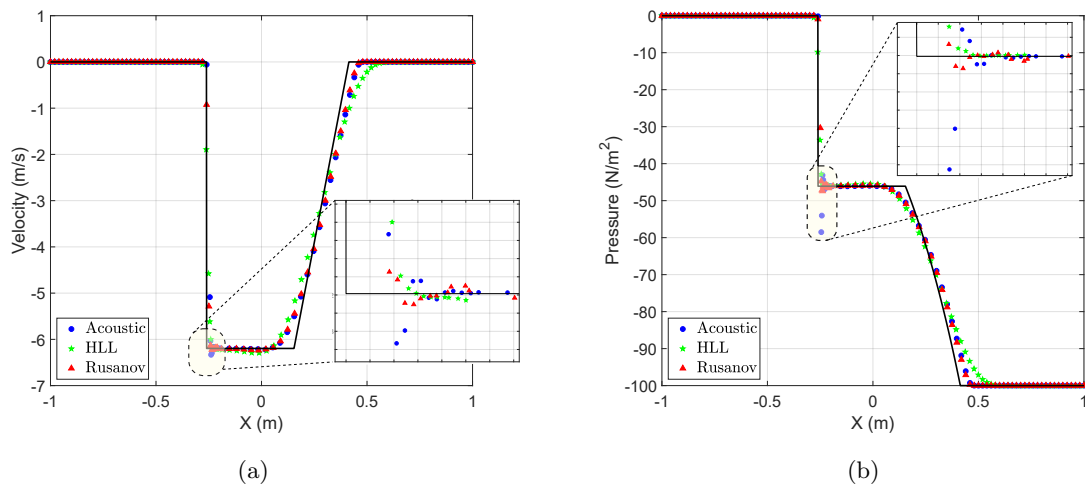 0
-1
-2
-3
-4
-5
-6
-7
Velocity (m/s)
-1
-0.5
0
0.5
1
X (m)
Acoustic
HLL
Rusanov
(a)
0
-10
-20
-30
-40
-50
-60
-70
-80
-90
-100
Pressure (N/m²)
-1
-0.5
0
0.5
1
X (m)
Acoustic
HLL
Rusanov
(b)